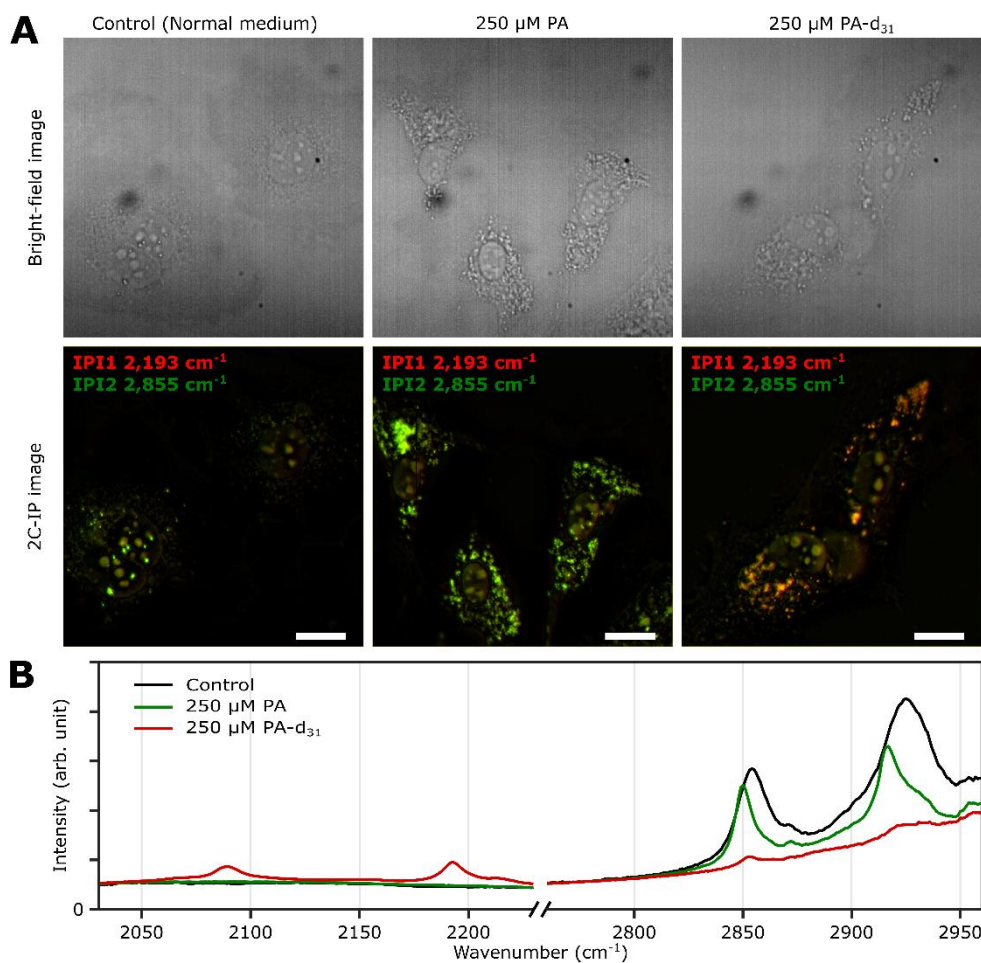 A
Control (Normal medium)
250 µM PA
250 µM PA-d₃₁
Bright-field image
2C-IP image
IPI1 2,193 cm⁻¹
IPI2 2,855 cm⁻¹
IPI1 2,193 cm⁻¹
IPI2 2,855 cm⁻¹
IPI1 2,193 cm⁻¹
IPI2 2,855 cm⁻¹
B
Intensity (arb. unit)
0
Control
250 µM PA
250 µM PA-d₃₁
2050 2100 2150 2200 2800 2850 2900 2950
Wavenumber (cm⁻¹)